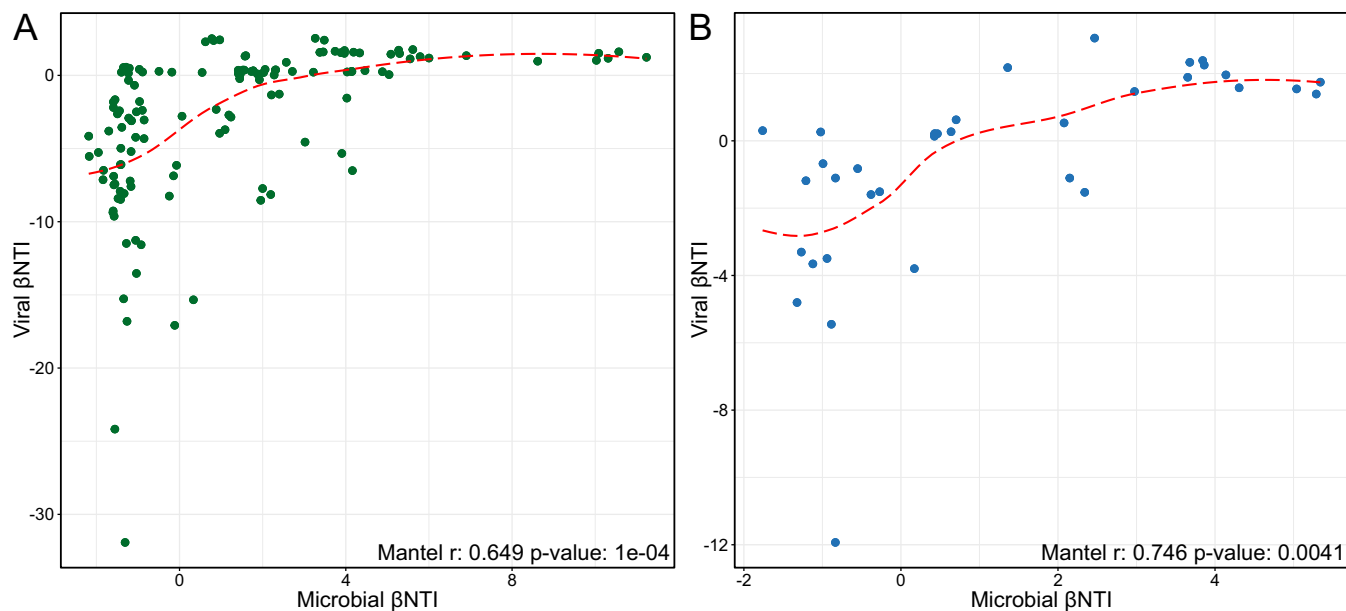 A
0
-10
-20
-30
Viral βNTI
Mantel r: 0.649 p-value: 1e-04
0
4
8
Microbial βNTI
B
0
-4
-8
-12
Viral βNTI
Mantel r: 0.746 p-value: 0.0041
-2
0
2
4
Microbial βNTI